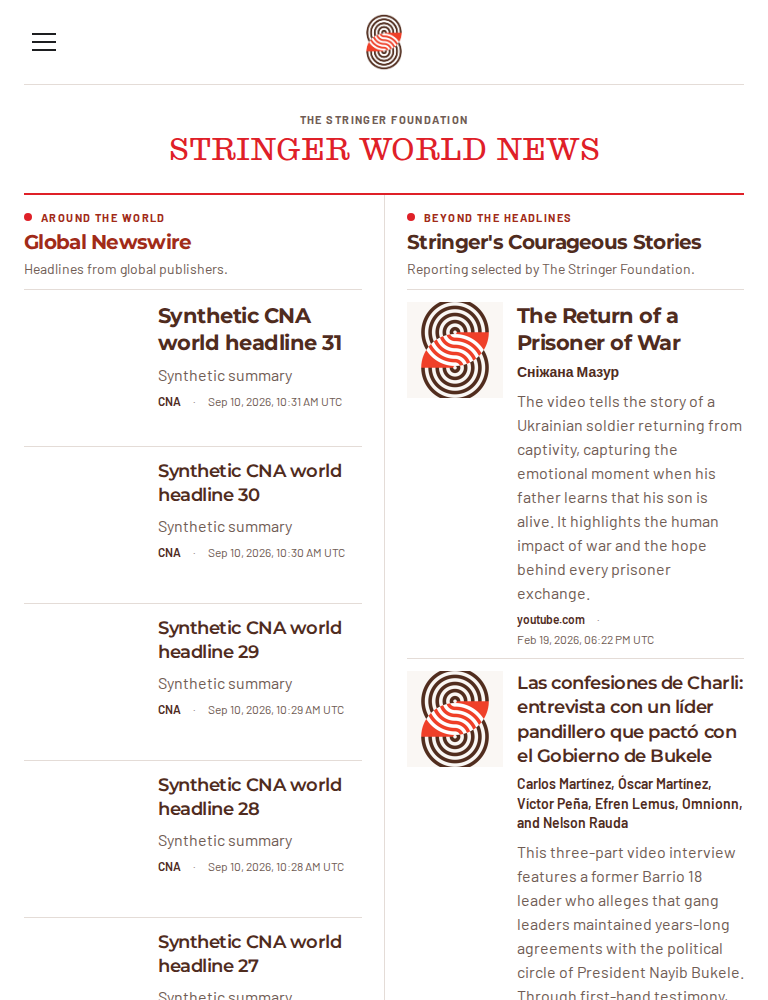 THE STRINGER FOUNDATION
STRINGER WORLD NEWS
AROUND THE WORLD
Global Newswire
Headlines from global publishers.
Synthetic CNA
world headline 31
Synthetic summary
CNA · Sep 10, 2026, 10:31 AM UTC
Synthetic CNA world
headline 30
Synthetic summary
CNA · Sep 10, 2026, 10:30 AM UTC
Synthetic CNA world
headline 29
Synthetic summary
CNA · Sep 10, 2026, 10:29 AM UTC
Synthetic CNA world
headline 28
Synthetic summary
CNA · Sep 10, 2026, 10:28 AM UTC
Synthetic CNA world
headline 27
Synthetic summary
BEYOND THE HEADLINES
Stringer's Courageous Stories
Reporting selected by The Stringer Foundation.
The Return of a
Prisoner of War
Сніжана Мазур
The video tells the story of a
Ukrainian soldier returning from
captivity, capturing the
emotional moment when his
father learns that his son is
alive. It highlights the human
impact of war and the hope
behind every prisoner
exchange.
youtube.com ·
Feb 19, 2026, 06:22 PM UTC
Las confesiones de Charli:
entrevista con un líder
pandillero que pactó con
el Gobierno de Bukele
Carlos Martínez, Óscar Martínez,
Víctor Peña, Efren Lemus, Omnionn,
and Nelson Rauda
This three-part video interview
features a former Barrio 18
leader who alleges that gang
leaders maintained years-long
agreements with the political
circle of President Nayib Bukele.
Through first-hand testimony,